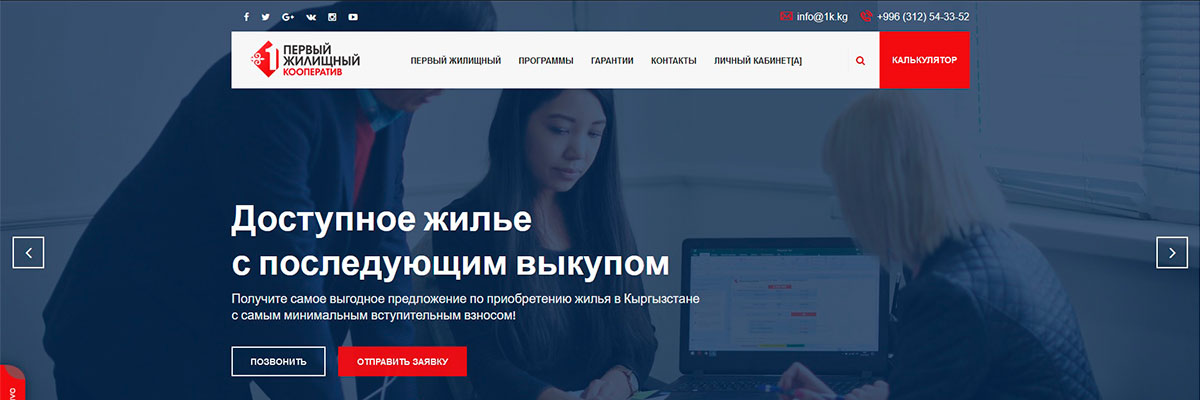 info@1k.kg
+996 (312) 54-33-52
1
ПЕРВЫЙ
ЖИЛИЩНЫЙ
КООПЕРАТИВ
ПЕРВЫЙ ЖИЛИЩНЫЙ
ПРОГРАММЫ
ГАРАНТИИ
КОНТАКТЫ
ЛИЧНЫЙ КАБИНЕТ[А]
КАЛЬКУЛЯТОР
Доступное жилье
с последующим выкупом
Получите самое выгодное предложение по приобретению жилья в Кыргызстане
с самым минимальным вступительным взносом!
ПОЗВОНИТЬ
ОТПРАВИТЬ ЗАЯВКУ